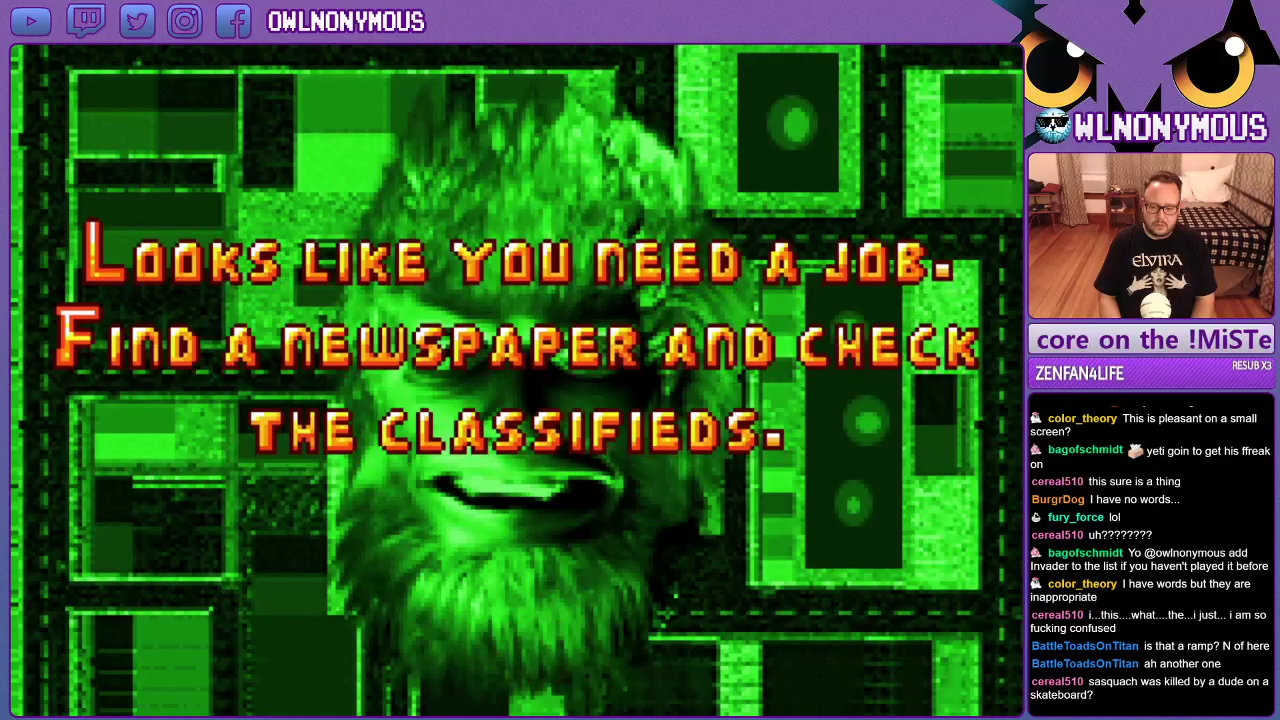 OWLNONYMOUS
WLNONYMOUS
LOOKS LIKE YOU NEED A JOB.
FIND A NEWSPAPER AND CHECK
THE CLASSIFIEDS.
ELVIRA
core on the !MiSTe
ZENFAN4LIFE
RESUB X3
color_theory This is pleasant on a small
screen?
bagofschmidt yeti goin to get his ffreak
on
cereal510 this sure is a thing
BurgrDog I have no words...
fury_force lol
cereal510 uh????????
bagofschmidt Yo @owlnonymous add
Invader to the list if you haven't played it before
color_theory I have words but they are
inappropriate
cereal510 i...this....what....the...i just... i am so
fucking confused
BattleToadsOnTitan is that a ramp? N of here
BattleToadsOnTitan ah another one
cereal510 sasquach was killed by a dude on a
skateboard?